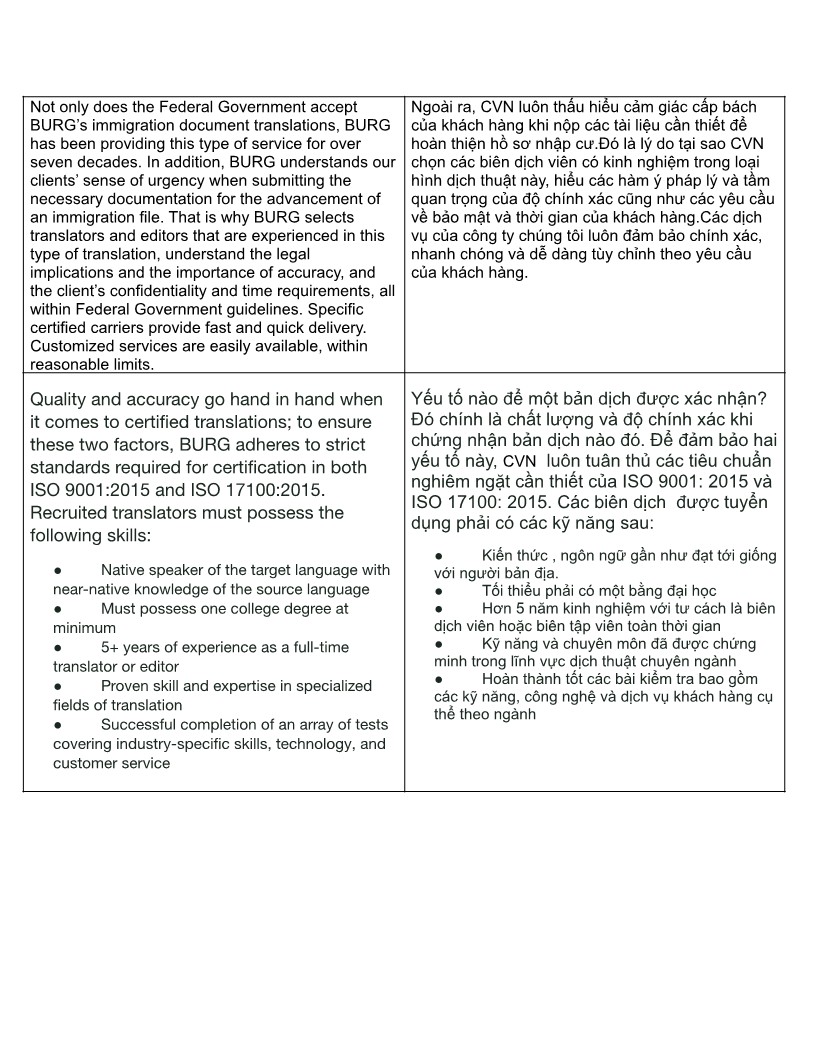 Not only does the Federal Government accept
BURG’s immigration document translations, BURG
has been providing this type of service for over
seven decades. In addition, BURG understands our
clients’ sense of urgency when submitting the
necessary documentation for the advancement of
an immigration file. That is why BURG selects
translators and editors that are experienced in this
type of translation, understand the legal
implications and the importance of accuracy, and
the client’s confidentiality and time requirements, all
within Federal Government guidelines. Specific
certified carriers provide fast and quick delivery.
Customized services are easily available, within
reasonable limits.
Ngoài ra, CVN luôn thấu hiểu cảm giác cấp bách
của khách hàng khi nộp các tài liệu cần thiết để
hoàn thiện hồ sơ nhập cư.Đó là lý do tại sao CVN
chọn các biên dịch viên có kinh nghiệm trong loại
hình dịch thuật này, hiểu các hàm ý pháp lý và tầm
quan trọng của độ chính xác cũng như các yêu cầu
về bảo mật và thời gian của khách hàng.Các dịch
vụ của công ty chúng tôi luôn đảm bảo chính xác,
nhanh chóng và dễ dàng tùy chỉnh theo yêu cầu
của khách hàng.
Quality and accuracy go hand in hand when
it comes to certified translations; to ensure
these two factors, BURG adheres to strict
standards required for certification in both
ISO 9001:2015 and ISO 17100:2015.
Recruited translators must possess the
following skills:
● Native speaker of the target language with
near-native knowledge of the source language
● Must possess one college degree at
minimum
● 5+ years of experience as a full-time
translator or editor
● Proven skill and expertise in specialized
fields of translation
● Successful completion of an array of tests
covering industry-specific skills, technology, and
customer service
Yếu tố nào để một bản dịch được xác nhận?
Đó chính là chất lượng và độ chính xác khi
chứng nhận bản dịch nào đó. Để đảm bảo hai
yếu tố này, CVN luôn tuân thủ các tiêu chuẩn
nghiêm ngặt cần thiết của ISO 9001: 2015 và
ISO 17100: 2015. Các biên dịch được tuyển
dụng phải có các kỹ năng sau:
● Kiến thức , ngôn ngữ gần như đạt tới giống
với người bản địa.
● Tối thiểu phải có một bằng đại học
● Hơn 5 năm kinh nghiệm với tư cách là biên
dịch viên hoặc biên tập viên toàn thời gian
● Kỹ năng và chuyên môn đã được chứng
minh trong lĩnh vực dịch thuật chuyên ngành
● Hoàn thành tốt các bài kiểm tra bao gồm
các kỹ năng, công nghệ và dịch vụ khách hàng cụ
thể theo ngành